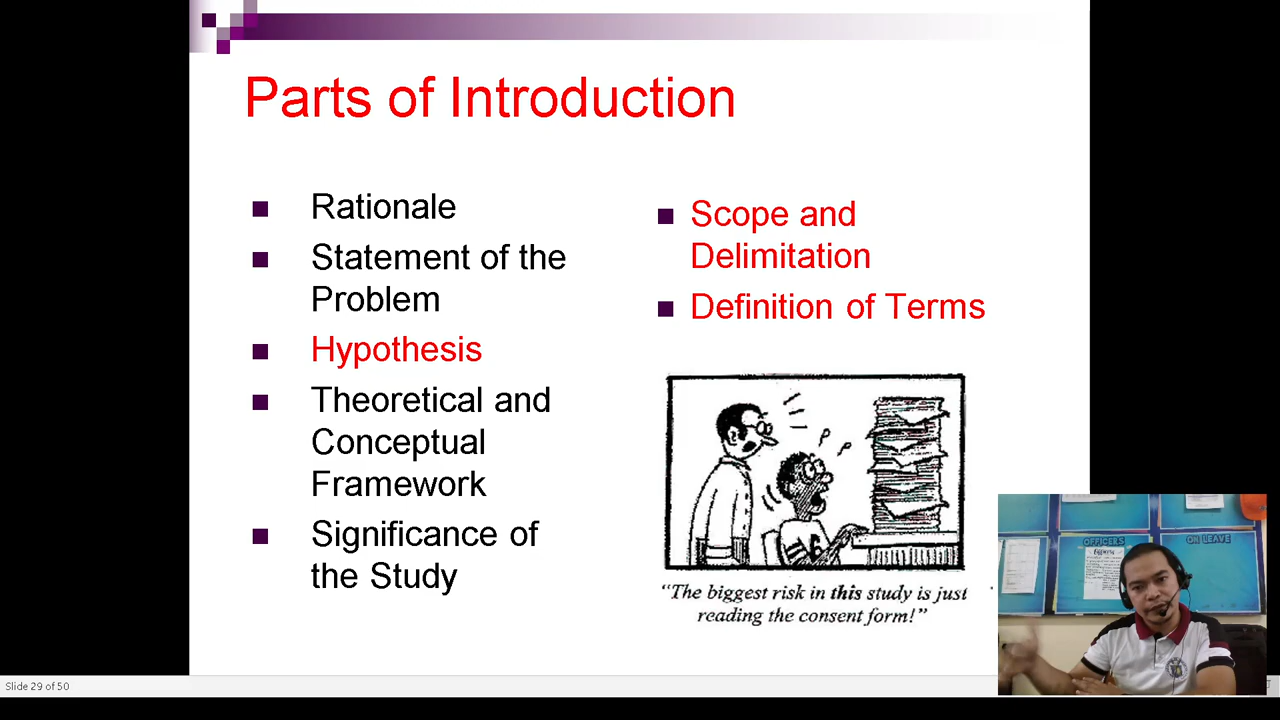 Parts of Introduction
Rationale
Statement of the
Problem
Hypothesis
Theoretical and
Conceptual
Framework
Significance of
the Study
Scope and
Delimitation
Definition of Terms
“The biggest risk in this study is just
reading the consent form!”
OFFICERS
ON LEAVE
Slide 29 of 50